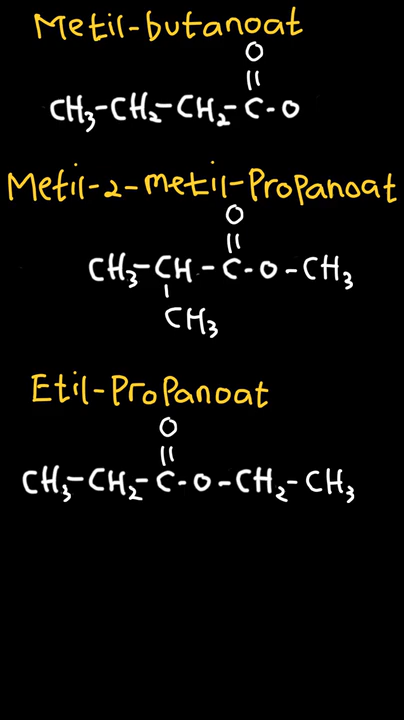 Metil-butanoat
O
||
CH₃-CH₂-CH₂-C-O
Metil-2-metil-Propanoat
O
||
CH₃-CH-C-O-CH₃
|
CH₃
Etil-Propanoat
O
||
CH₃-CH₂-C-O-CH₂-CH₃